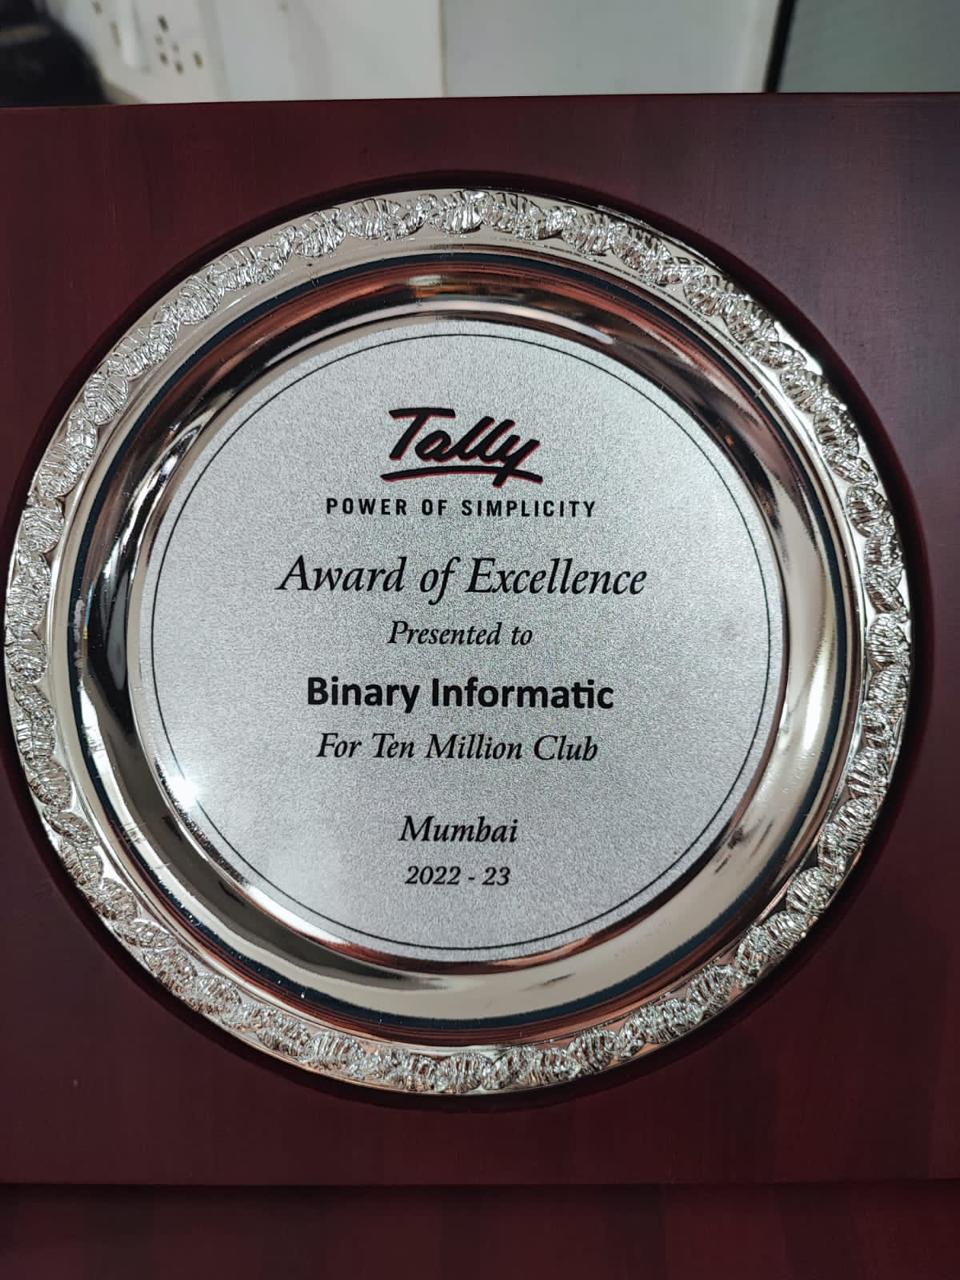 Tally
POWER OF SIMPLICITY
Award of Excellence
Presented to
Binary Informatic
For Ten Million Club
Mumbai
2022 - 23